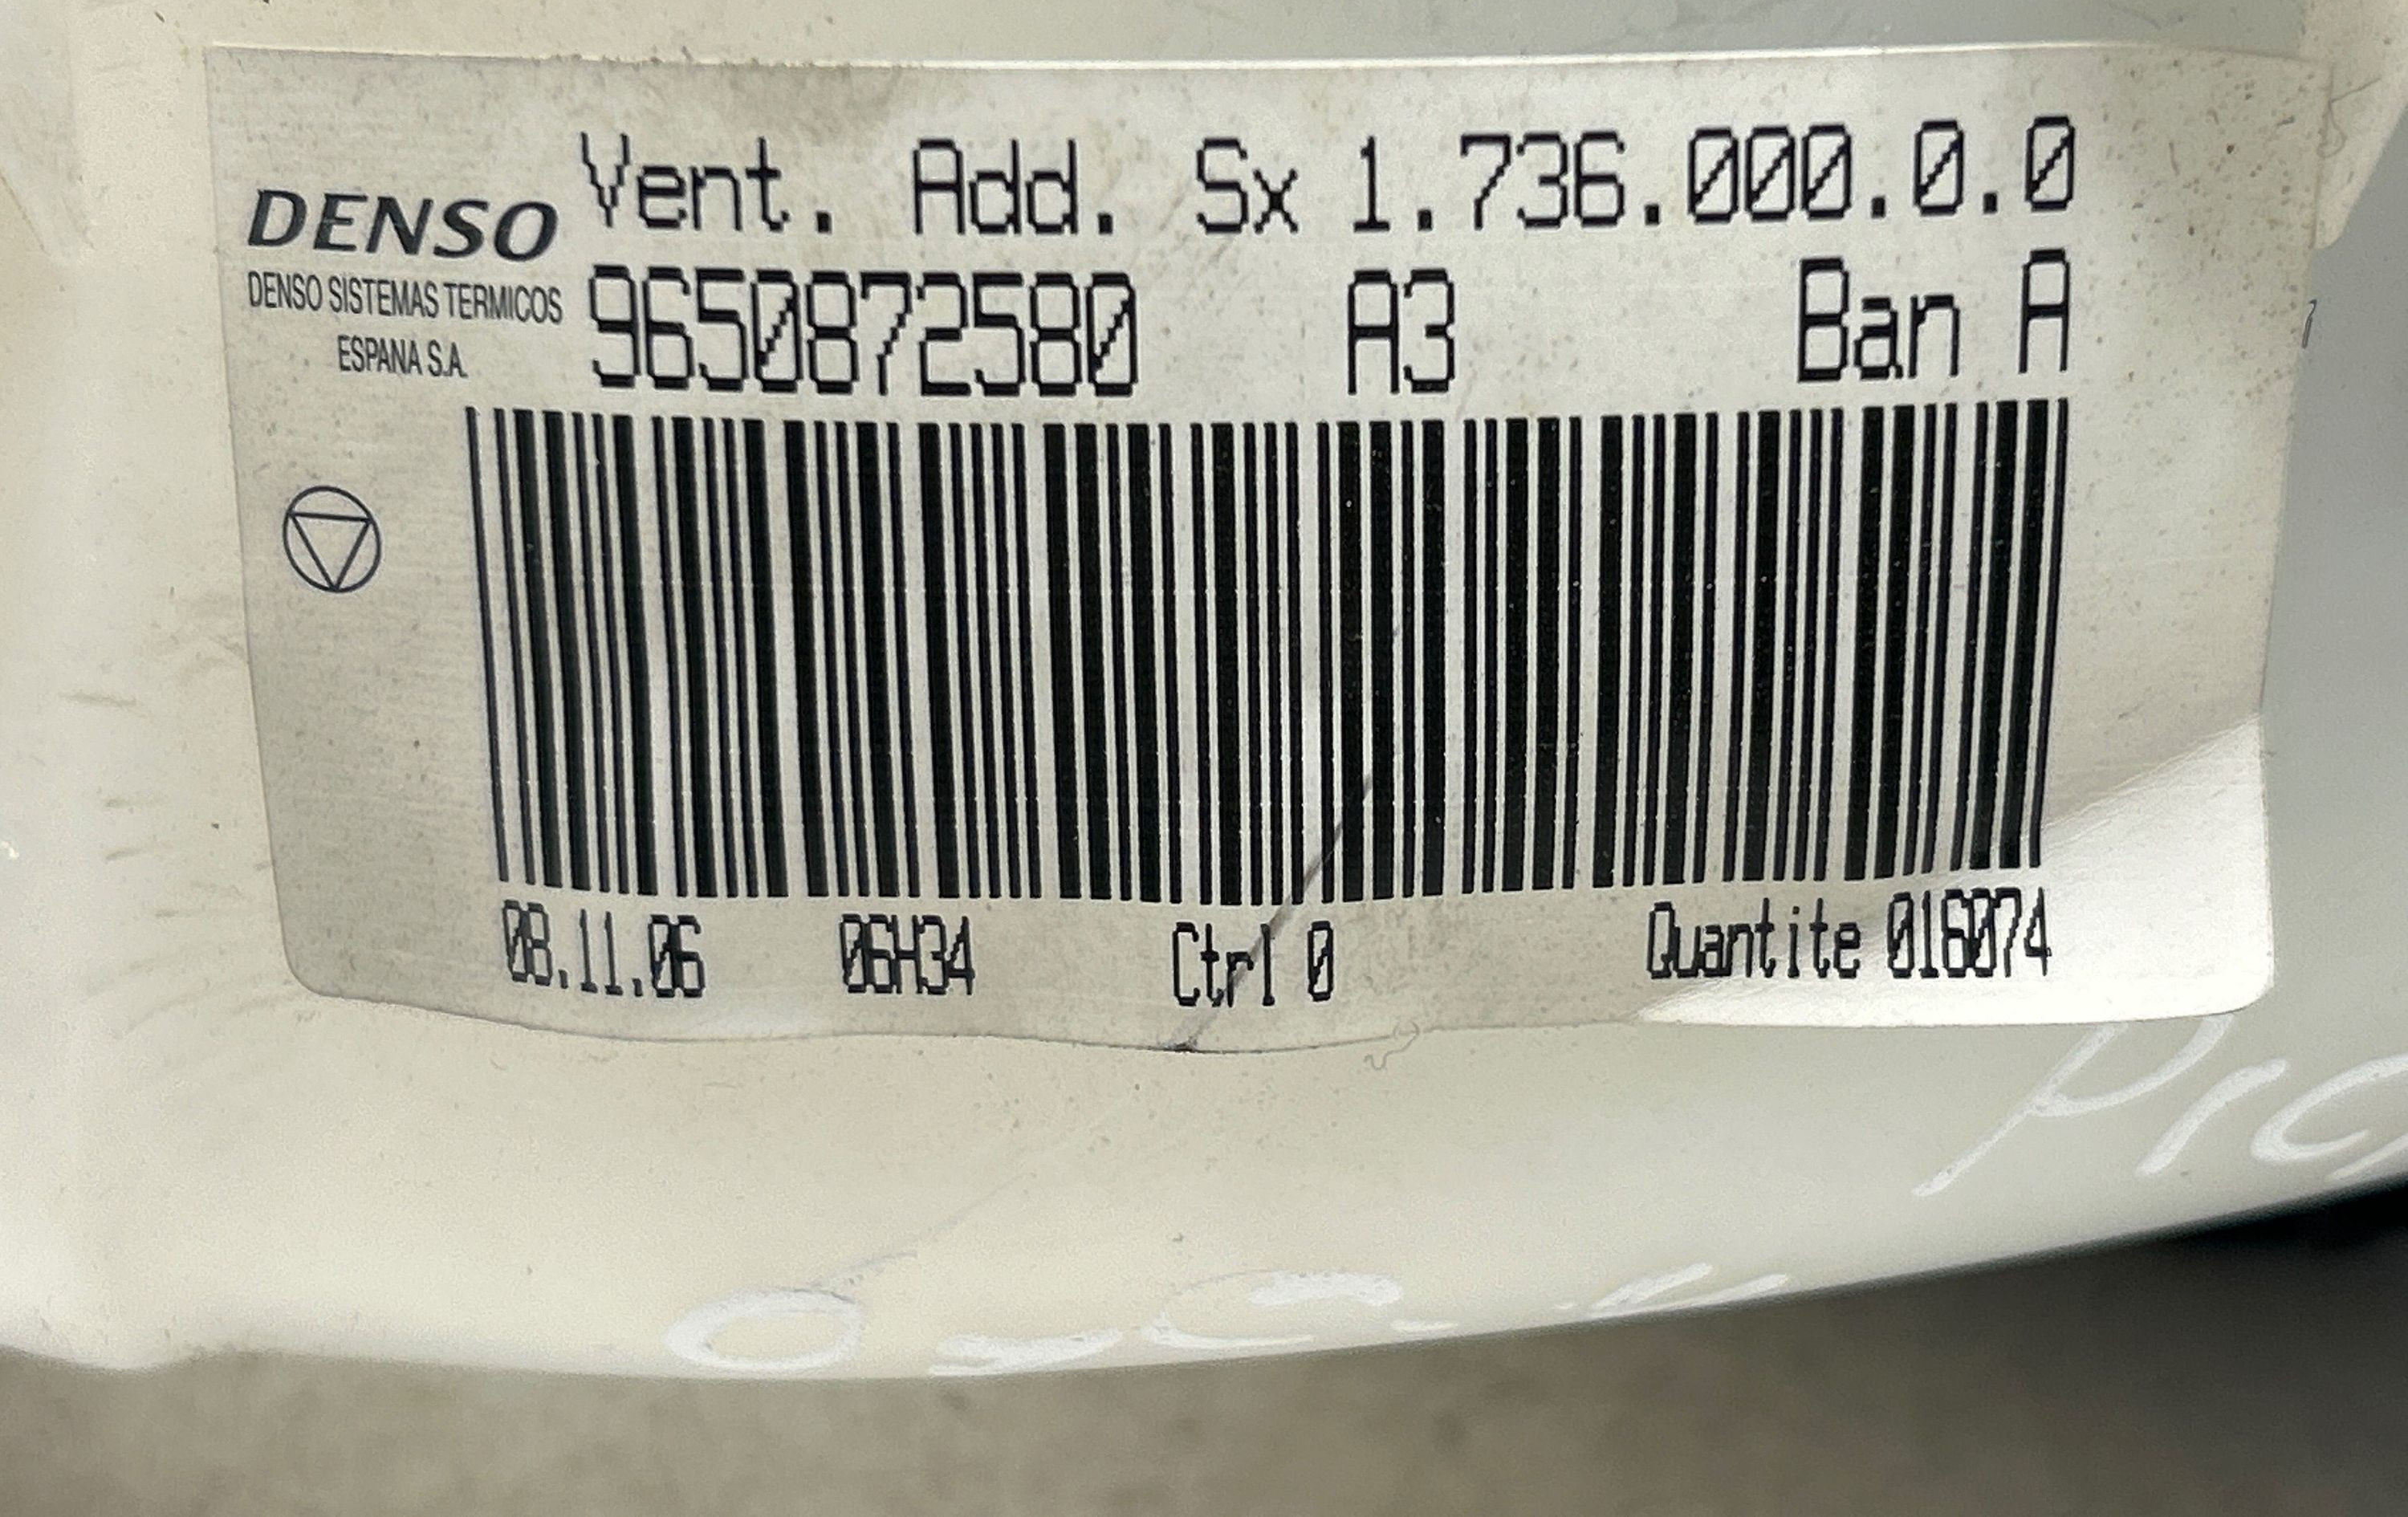 Vent. Add. Sx 1.736.000.0.0
DENSO
DENSO SISTEMAS TERMICOS
ESPANA S.A.
9650872580 A3 Ban A
08.11.06 06H34 Ctrl 0 Quantite 016074